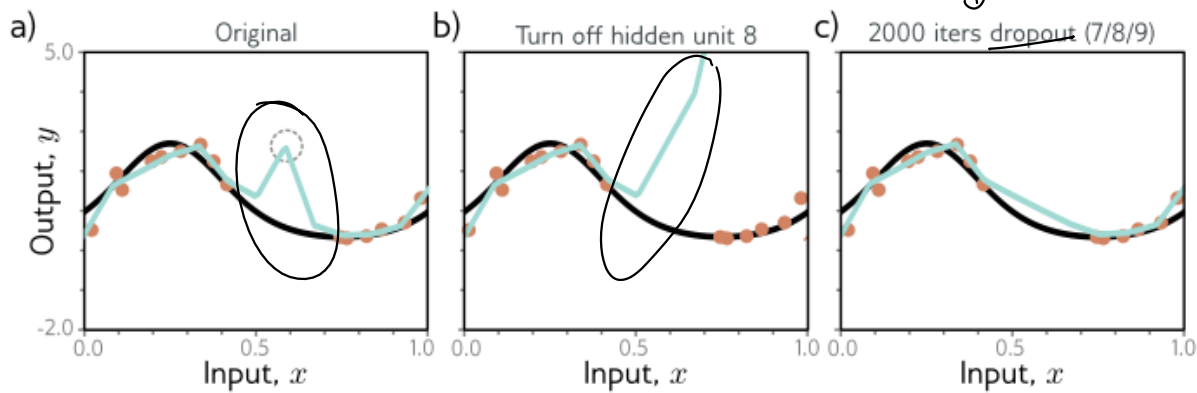 a) Original
5.0
Output, y
-2.0
0.0 0.5 1.0
Input, x
b) Turn off hidden unit 8
0.0 0.5 1.0
Input, x
c) 2000 iters dropout (7/8/9)
0.0 0.5 1.0
Input, x